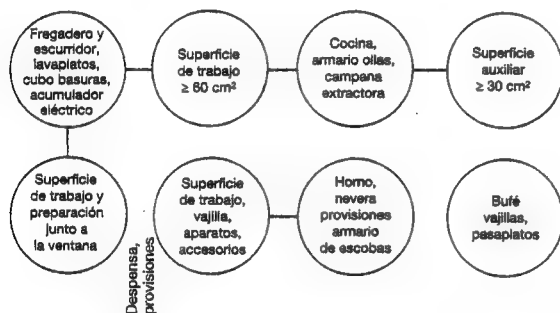 Fregadero y
escurridor,
lavaplatos,
cubo basuras,
acumulador
eléctrico
Superficie
de trabajo
≥ 60 cm²
Cocina,
armario ollas,
campana
extractora
Superficie
auxiliar
≥ 30 cm²
Superficie
de trabajo y
preparación
junto a
la ventana
Despensa,
provisiones
Superficie
de trabajo,
vajilla,
aparatos,
accesorios
Horno,
nevera
provisiones
armario
de escobas
Bufé
vajillas,
pasaplatos